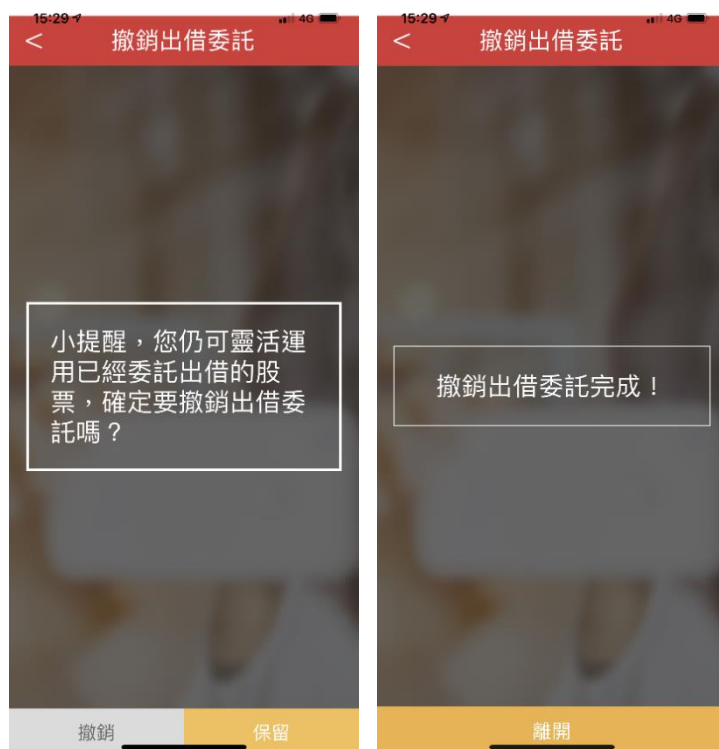 15:29
4G
< 撤銷出借委託
小提醒，您仍可靈活運
用已經委託出借的股
票，確定要撤銷出借委
託嗎？
撤銷
保留
15:29
4G
< 撤銷出借委託
撤銷出借委託完成！
離開